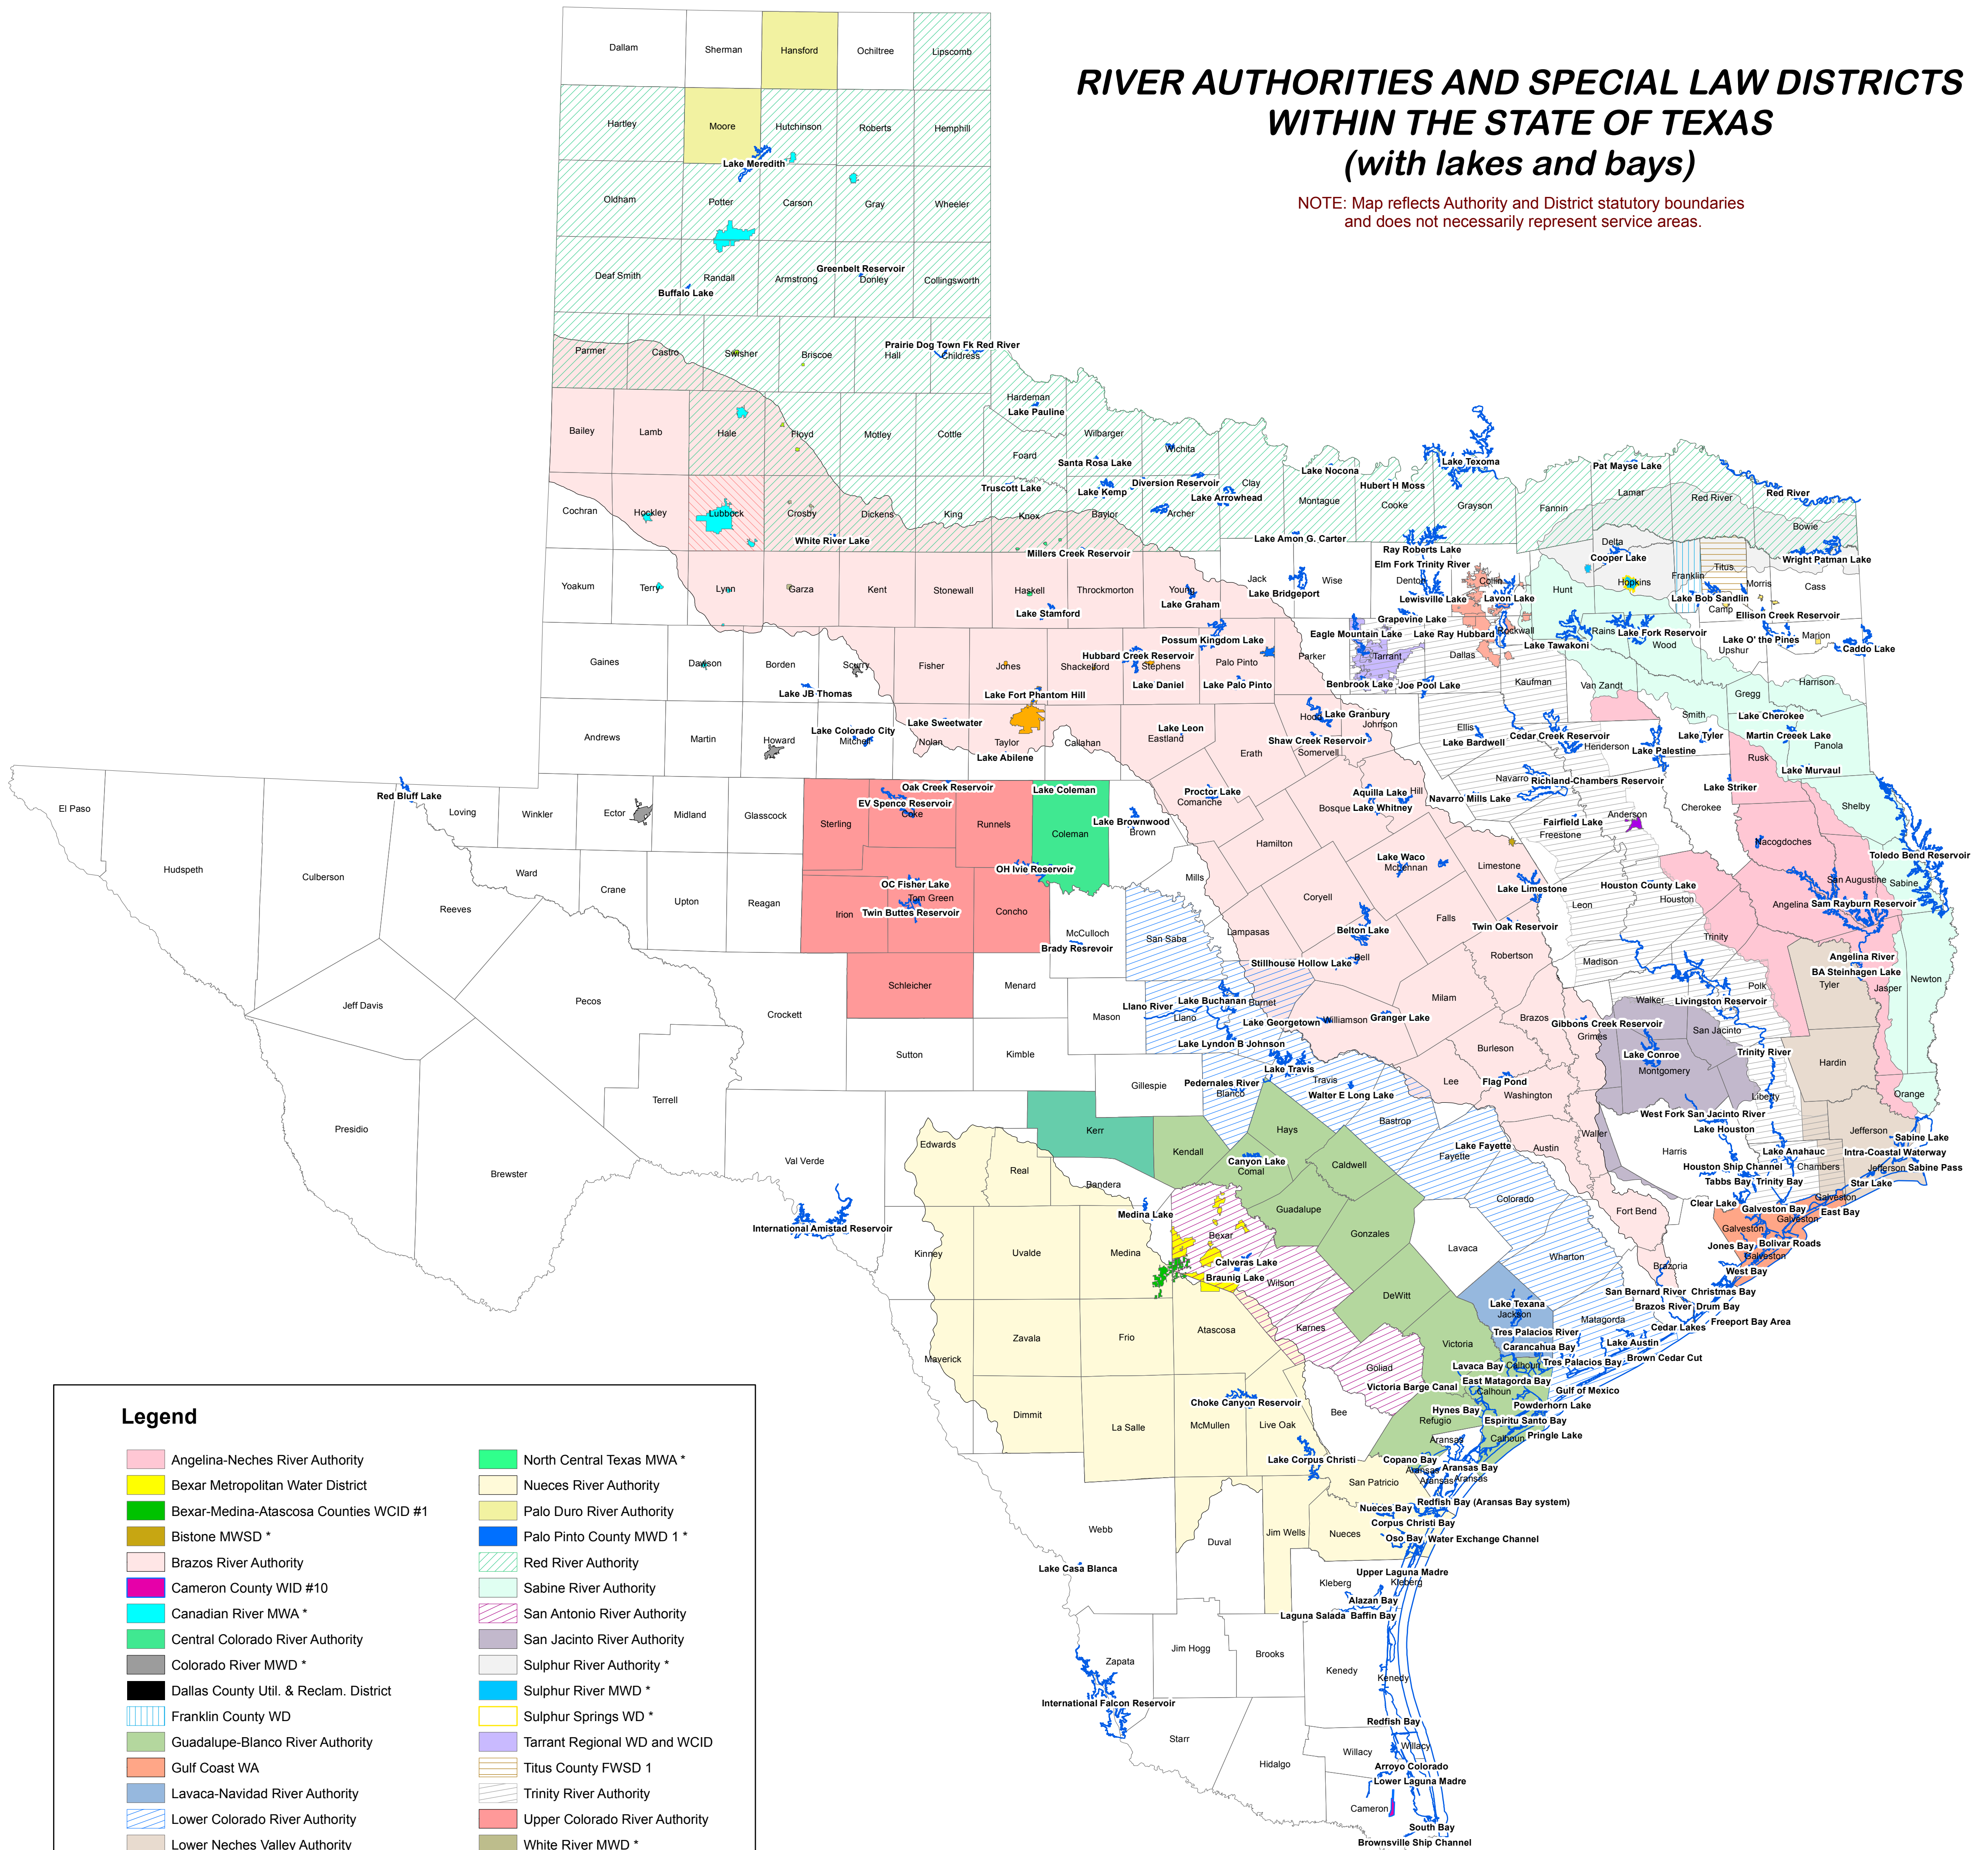 RIVER AUTHORITIES AND SPECIAL LAW DISTRICTS
WITHIN THE STATE OF TEXAS
(with lakes and bays)
NOTE: Map reflects Authority and District statutory boundaries
and does not necessarily represent service areas.
Dallam
Sherman
Hansford
Ochiltree
Lipscomb
Hartley
Moore
Hutchinson
Roberts
Hemphill
Lake Meredith
Oldham
Potter
Carson
Gray
Wheeler
Deaf Smith
Randall
Armstrong
Greenbelt Reservoir
Donley
Collingsworth
Buffalo Lake
Parmer
Castro
Swisher
Briscoe
Hall
Prairie Dog Town Fk Red River
Childress
Hardeman
Lake Pauline
Bailey
Lamb
Hale
Floyd
Motley
Cottle
Foard
Wilbarger
Wichita
Santa Rosa Lake
Lake Nocona
Lake Texoma
Pat Mayse Lake
Cochran
Hockley
Lubbock
Crosby
Dickens
King
Truscott Lake
Knox
Lake Kemp
Baylor
Diversion Reservoir
Archer
Lake Arrowhead
Clay
Montague
Hubert H Moss
Cooke
Grayson
Fannin
Lamar
Red River
Red River
Bowie
White River Lake
Millers Creek Reservoir
Lake Amon G. Carter
Ray Roberts Lake
Delta
Cooper Lake
Wright Patman Lake
Yoakum
Terry
Lynn
Garza
Kent
Stonewall
Haskell
Throckmorton
Young
Lake Stamford
Lake Graham
Jack
Wise
Lake Bridgeport
Elm Fork Trinity River
Denton
Collin
Lewisville Lake
Lavon Lake
Hunt
Hopkins
Franklin
Titus
Morris
Cass
Camp
Lake Bob Sandlin
Ellison Creek Reservoir
Gaines
Dawson
Borden
Scurry
Fisher
Jones
Shackelford
Stephens
Palo Pinto
Possum Kingdom Lake
Hubbard Creek Reservoir
Lake Daniel
Lake Palo Pinto
Parker
Eagle Mountain Lake
Grapevine Lake
Lake Ray Hubbard
Rockwall
Tarrant
Dallas
Benbrook Lake
Joe Pool Lake
Kaufman
Lake Tawakoni
Rains
Lake Fork Reservoir
Wood
Upshur
Lake O' the Pines
Marion
Caddo Lake
Van Zandt
Harrison
Gregg
Smith
Lake Cherokee
Lake JB Thomas
Lake Fort Phantom Hill
Andrews
Martin
Howard
Lake Colorado City
Mitchell
Lake Sweetwater
Nolan
Taylor
Lake Abilene
Callahan
Lake Leon
Eastland
Erath
Hood
Lake Granbury
Johnson
Shaw Creek Reservoir
Somervell
Ellis
Lake Bardwell
Cedar Creek Reservoir
Henderson
Lake Palestine
Lake Tyler
Martin Creeek Lake
Panola
Rusk
Lake Murvaul
Lake Striker
Cherokee
Shelby
El Paso
Red Bluff Lake
Loving
Winkler
Ector
Midland
Glasscock
Sterling
Oak Creek Reservoir
EV Spence Reservoir
Coke
Runnels
Lake Coleman
Coleman
Lake Brownwood
Brown
Proctor Lake
Comanche
Hamilton
Bosque
Aquilla Lake
Hill
Lake Whitney
Navarro
Navarro Mills Lake
Richland-Chambers Reservoir
Fairfield Lake
Freestone
Anderson
Nacogdoches
Hudspeth
Culberson
Reeves
Ward
Crane
Upton
Reagan
Irion
OC Fisher Lake
Tom Green
Twin Buttes Reservoir
Concho
OH Ivie Reservoir
McCulloch
Brady Resrevoir
Mills
San Saba
Lampasas
Coryell
Lake Waco
McLennan
Limestone
Lake Limestone
Falls
Belton Lake
Bell
Stillhouse Hollow Lake
Twin Oak Reservoir
Leon
Houston County Lake
Houston
Trinity
Angelina
San Augustine
Sam Rayburn Reservoir
Sabine
Toledo Bend Reservoir
Jeff Davis
Pecos
Crockett
Schleicher
Menard
Mason
Llano River
Llano
Lake Buchanan
Burnet
Lake Georgetown
Williamson
Granger Lake
Milam
Robertson
Brazos
Madison
Walker
Livingston Reservoir
Polk
Angelina River
BA Steinhagen Lake
Tyler
Jasper
Newton
Sutton
Kimble
Gillespie
Lake Lyndon B Johnson
Lake Travis
Travis
Pedernales River
Blanco
Walter E Long Lake
Burleson
Lee
Flag Pond
Washington
Gibbons Creek Reservoir
Grimes
San Jacinto
Lake Conroe
Montgomery
Trinity River
Hardin
Liberty
Orange
Presidio
Brewster
Terrell
Val Verde
Edwards
Real
Kerr
Bandera
Kendall
Hays
Canyon Lake
Comal
Caldwell
Bastrop
Lake Fayette
Fayette
Austin
Waller
West Fork San Jacinto River
Lake Houston
Harris
Jefferson
Sabine Lake
Lake Anahauc
Intra-Coastal Waterway
Chambers
Jefferson
Sabine Pass
Houston Ship Channel
Tabbs Bay
Trinity Bay
Star Lake
International Amistad Reservoir
Kinney
Uvalde
Medina
Medina Lake
Bexar
Guadalupe
Gonzales
Colorado
Lavaca
Wharton
Fort Bend
Clear Lake
Galveston
Galveston Bay
East Bay
Galveston
Galveston
Jones Bay
Bolivar Roads
Galveston
West Bay
Calveras Lake
Braunig Lake
Wilson
DeWitt
Lake Texana
Jackson
Brazoria
San Bernard River
Christmas Bay
Brazos River
Drum Bay
Freeport Bay Area
Cedar Lakes
Matagorda
Maverick
Zavala
Frio
Atascosa
Karnes
Goliad
Victoria
Tres Palacios River
Carancahua Bay
Lake Austin
Brown Cedar Cut
Lavaca Bay
Calhoun
Tres Palacios Bay
East Matagorda Bay
Calhoun
Gulf of Mexico
Victoria Barge Canal
Powderhorn Lake
Dimmit
La Salle
McMullen
Live Oak
Choke Canyon Reservoir
Bee
Hynes Bay
Refugio
Espiritu Santo Bay
Calhoun
Pringle Lake
Aransas
Lake Corpus Christi
Copano Bay
Aransas Bay
Aransas
Aransas
Aransas
San Patricio
Redfish Bay (Aransas Bay system)
Nueces Bay
Corpus Christi Bay
Webb
Duval
Jim Wells
Nueces
Oso Bay
Water Exchange Channel
Lake Casa Blanca
Kleberg
Upper Laguna Madre
Kleberg
Alazan Bay
Laguna Salada
Baffin Bay
Zapata
Jim Hogg
Brooks
Kenedy
Kenedy
International Falcon Reservoir
Starr
Hidalgo
Redfish Bay
Willacy
Willacy
Arroyo Colorado
Lower Laguna Madre
Cameron
South Bay
Brownsville Ship Channel
Legend
Angelina-Neches River Authority
Bexar Metropolitan Water District
Bexar-Medina-Atascosa Counties WCID #1
Bistone MWSD *
Brazos River Authority
Cameron County WID #10
Canadian River MWA *
Central Colorado River Authority
Colorado River MWD *
Dallas County Util. & Reclam. District
Franklin County WD
Guadalupe-Blanco River Authority
Gulf Coast WA
Lavaca-Navidad River Authority
Lower Colorado River Authority
Lower Neches Valley Authority
North Central Texas MWA *
Nueces River Authority
Palo Duro River Authority
Palo Pinto County MWD 1 *
Red River Authority
Sabine River Authority
San Antonio River Authority
San Jacinto River Authority
Sulphur River Authority *
Sulphur River MWD *
Sulphur Springs WD *
Tarrant Regional WD and WCID
Titus County FWSD 1
Trinity River Authority
Upper Colorado River Authority
White River MWD *